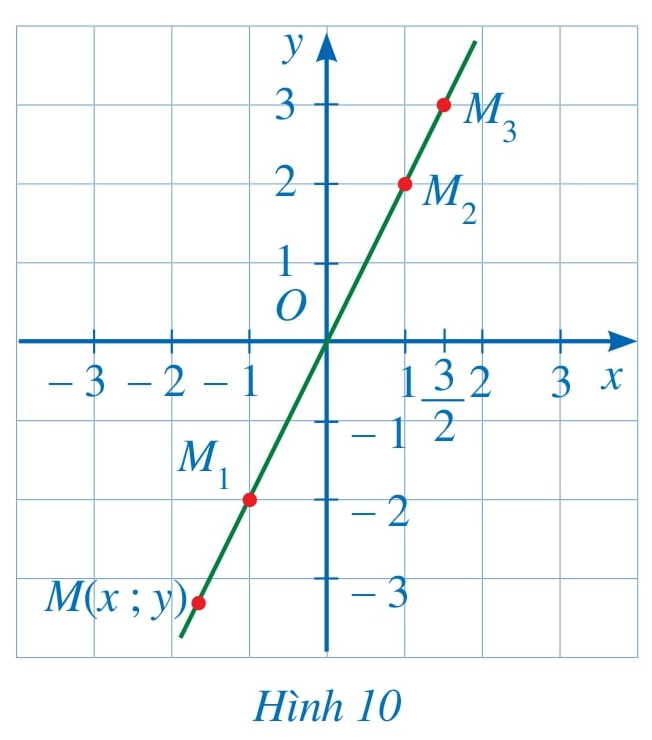 y
3
M₃
2
M₂
1
O
– 3 – 2 – 1
1 3/2 2 3 x
– 1
M₁
– 2
M(x ; y)
– 3
Hình 10